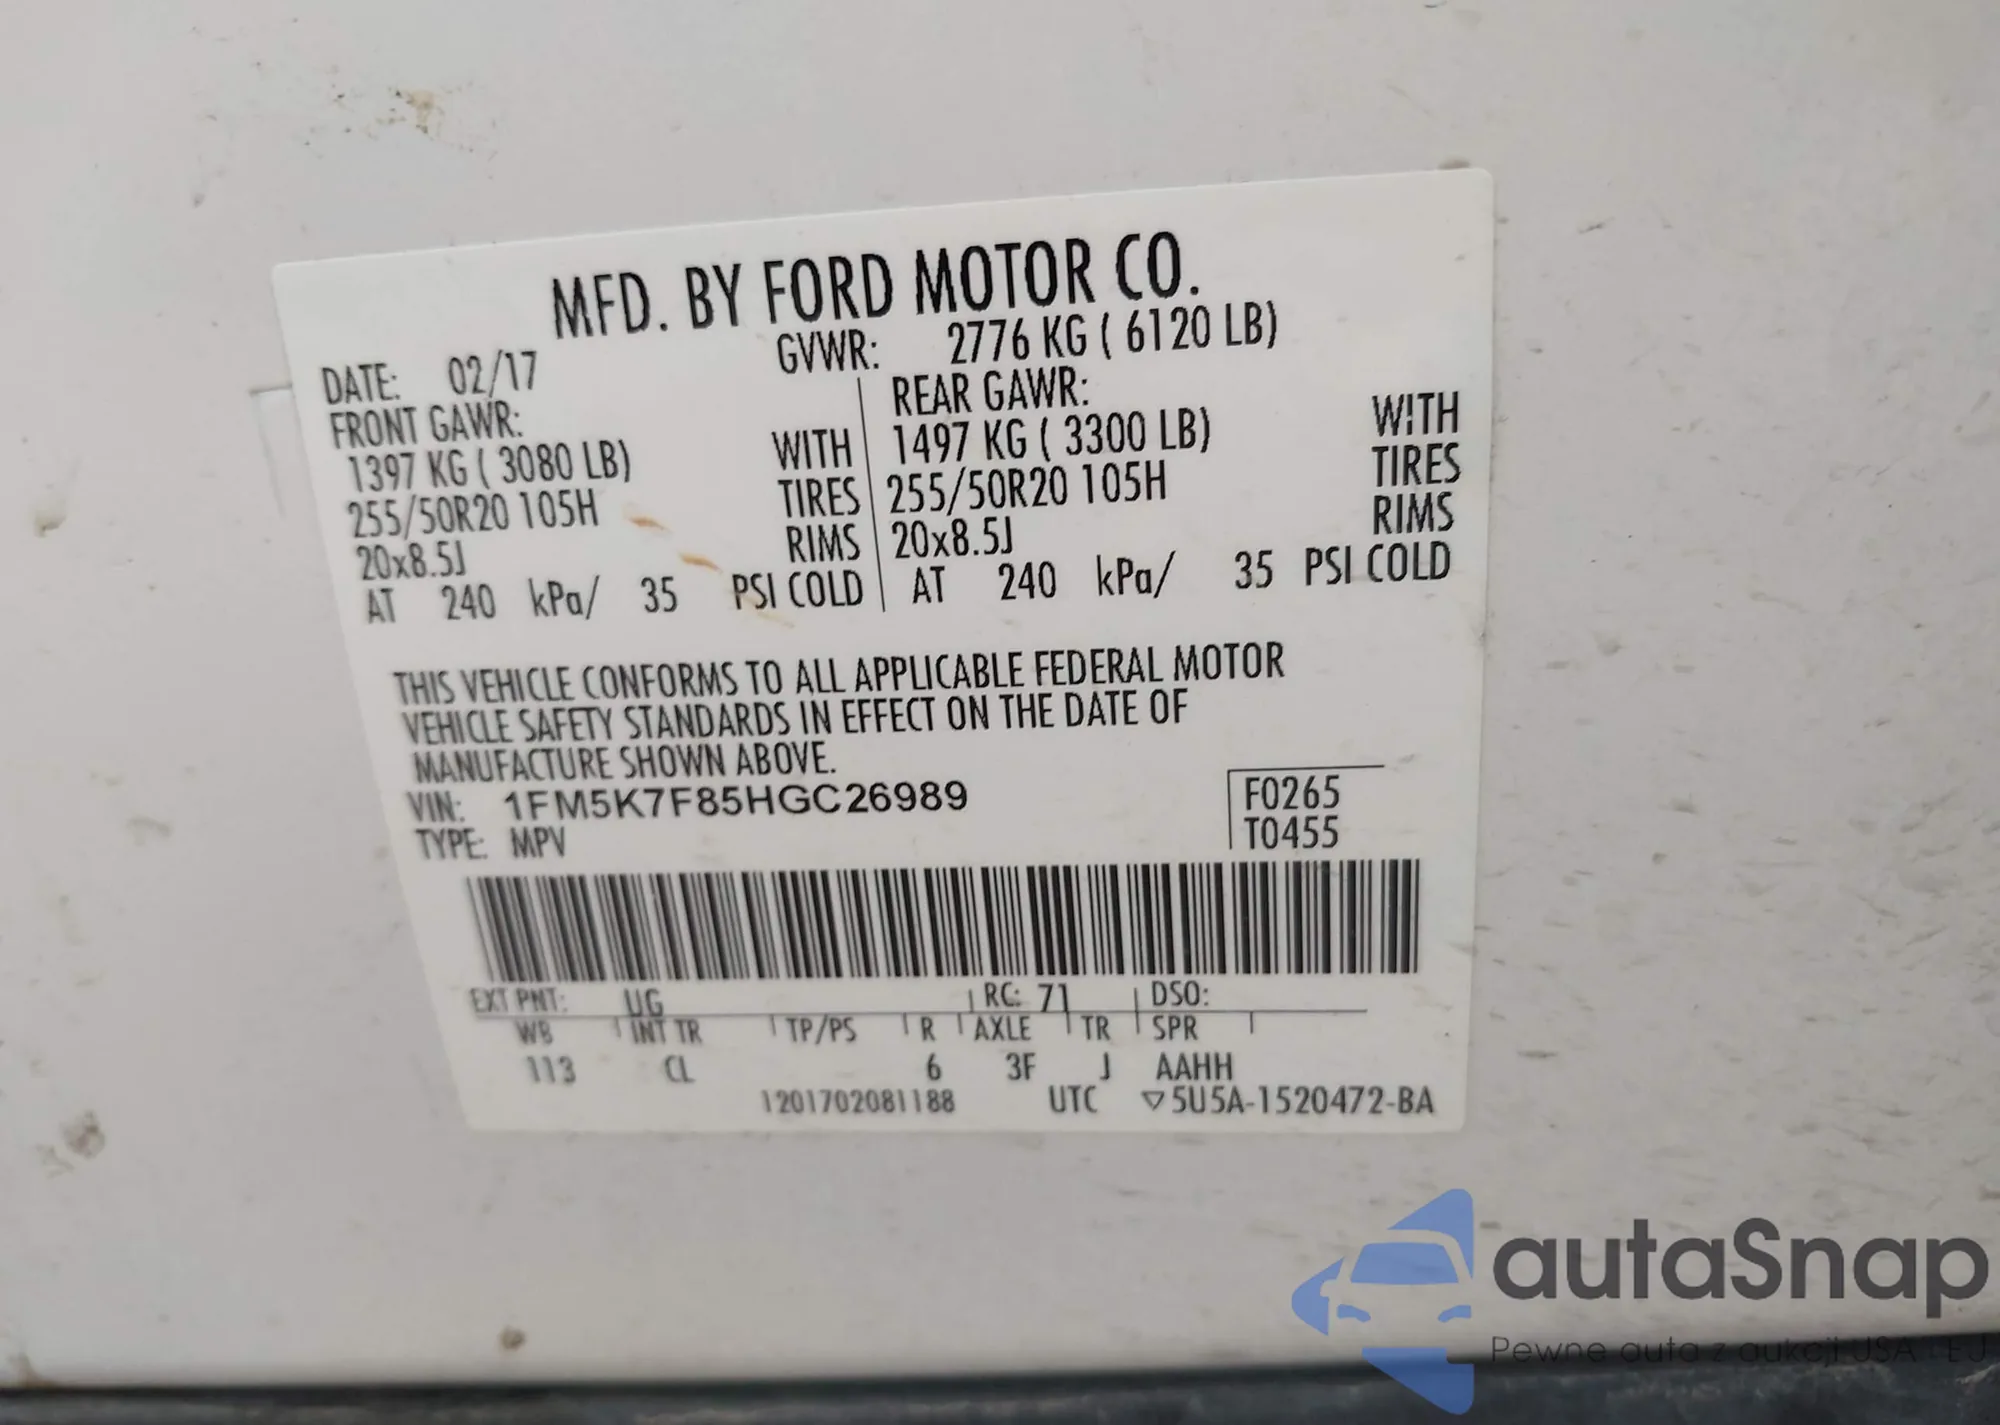 MFD. BY FORD MOTOR CO.
DATE: 02/17 GVWR: 2776 KG ( 6120 LB)
FRONT GAWR: REAR GAWR:
1397 KG ( 3080 LB) WITH 1497 KG ( 3300 LB) WITH
255/50R20 105H TIRES 255/50R20 105H TIRES
20x8.5J RIMS 20x8.5J RIMS
AT 240 kPa/ 35 PSI COLD AT 240 kPa/ 35 PSI COLD
THIS VEHICLE CONFORMS TO ALL APPLICABLE FEDERAL MOTOR
VEHICLE SAFETY STANDARDS IN EFFECT ON THE DATE OF
MANUFACTURE SHOWN ABOVE.
VIN: 1FM5K7F85HGC26989 F0265
TYPE: MPV T0455
EXT PNT: UG RC: 71 DSO:
WB INT TR TP/PS R AXLE TR SPR
113 CL 6 3F J AAHH
1201702081188 UTC ▽5U5A-1520472-BA
autaSnap
Pewne auta z aukcji USA i EU